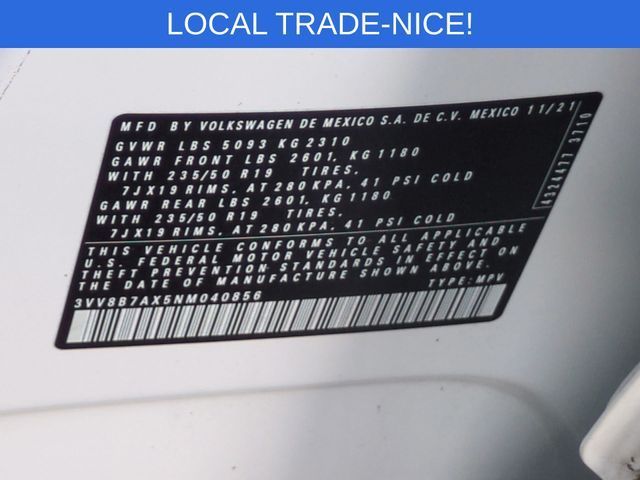 LOCAL TRADE-NICE!
MFD BY VOLKSWAGEN DE MEXICO S.A. DE C.V. MEXICO 11/21
GVWR LBS 5093 KG 2310
GAWR FRONT LBS 2601, KG 1180
WITH 235/50 R19 TIRES.
7JX19 RIMS, AT 280 KPA, 41 PSI COLD
GAWR REAR LBS 2601, KG 1180
WITH 235/50 R19 TIRES.
7JX19 RIMS, AT 280 KPA, 41 PSI COLD
THIS VEHICLE CONFORMS TO ALL APPLICABLE
U.S. FEDERAL MOTOR VEHICLE SAFETY AND
THEFT PREVENTION STANDARDS IN EFFECT ON
THE DATE OF MANUFACTURE SHOWN ABOVE.
3VV8B7AX5NM040856 TYPE: MPV
4324477 3710